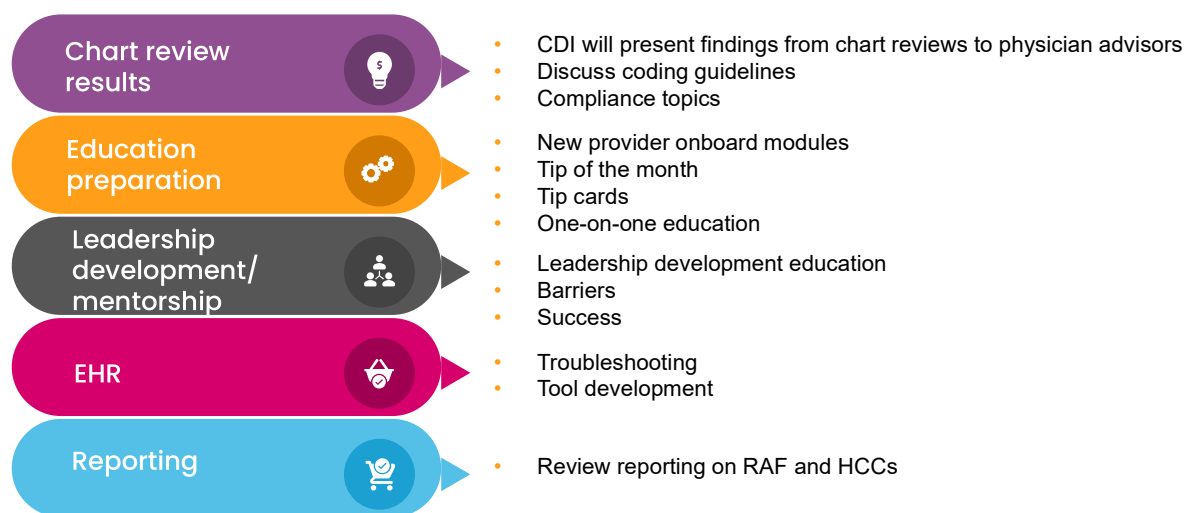 Chart review
results
• CDI will present findings from chart reviews to physician advisors
• Discuss coding guidelines
• Compliance topics
Education
preparation
• New provider onboard modules
• Tip of the month
• Tip cards
• One-on-one education
Leadership
development/
mentorship
• Leadership development education
• Barriers
• Success
EHR
• Troubleshooting
• Tool development
Reporting
• Review reporting on RAF and HCCs